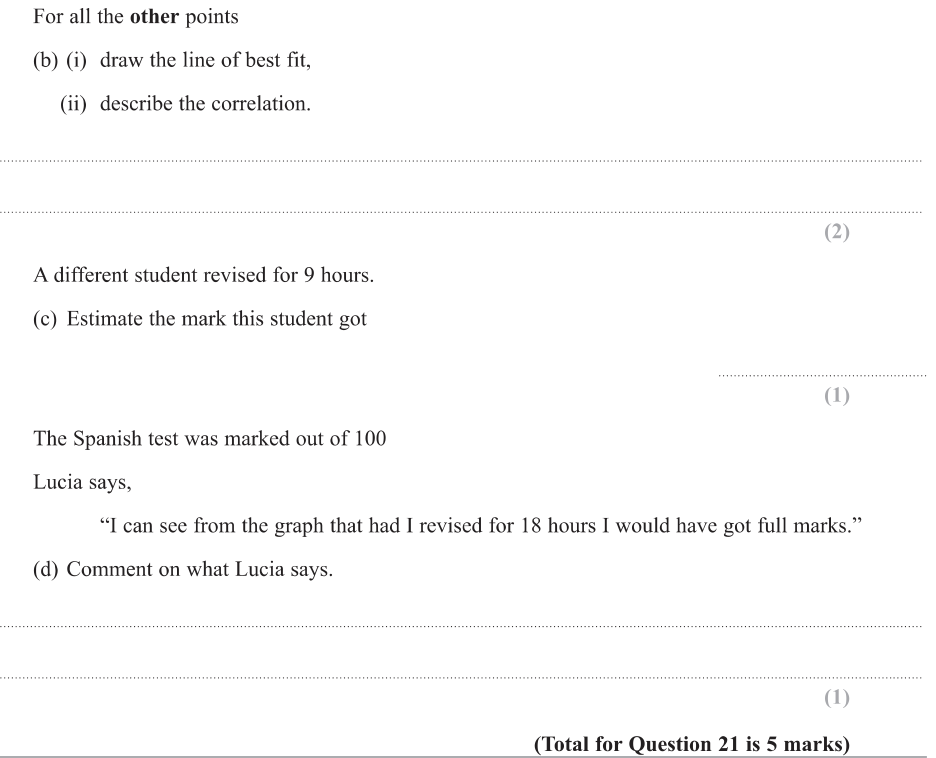 For all the other points
(b) (i) draw the line of best fit,
(ii) describe the correlation.
(2)
A different student revised for 9 hours.
(c) Estimate the mark this student got
(1)
The Spanish test was marked out of 100
Lucia says,
“I can see from the graph that had I revised for 18 hours I would have got full marks.”
(d) Comment on what Lucia says.
(1)
(Total for Question 21 is 5 marks)